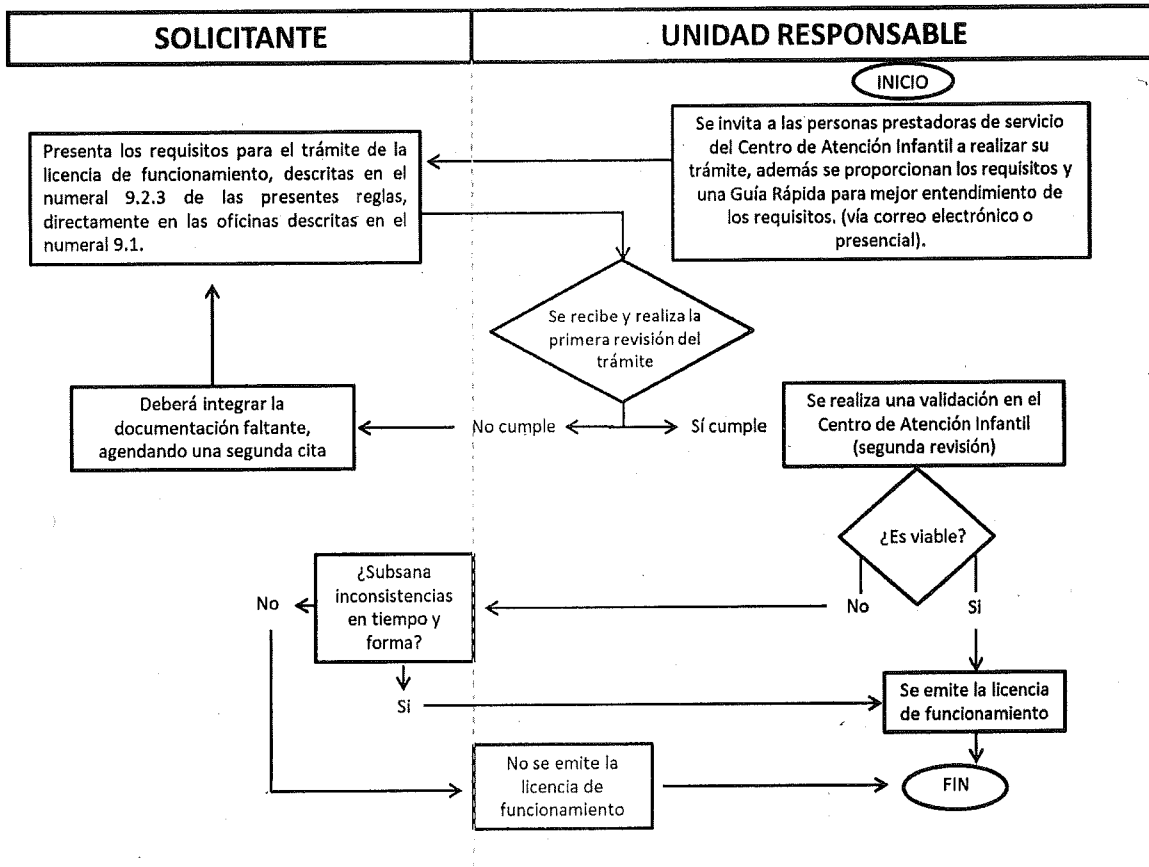 SOLICITANTE
UNIDAD RESPONSABLE
INICIO
Se invita a las personas prestadoras de servicio
del Centro de Atención Infantil a realizar su
trámite, además se proporcionan los requisitos y
una Guía Rápida para mejor entendimiento de
los requisitos. (vía correo electrónico o
presencial).
Presenta los requisitos para el trámite de la
licencia de funcionamiento, descritas en el
numeral 9.2.3 de las presentes reglas,
directamente en las oficinas descritas en el
numeral 9.1.
Se recibe y realiza la
primera revisión del
trámite
No cumple
Sí cumple
Deberá integrar la
documentación faltante,
agendando una segunda cita
Se realiza una validación en el
Centro de Atención Infantil
(segunda revisión)
¿Es viable?
No
Si
¿Subsana
inconsistencias
en tiempo y
forma?
No
Si
Se emite la licencia
de funcionamiento
No se emite la
licencia de
funcionamiento
FIN